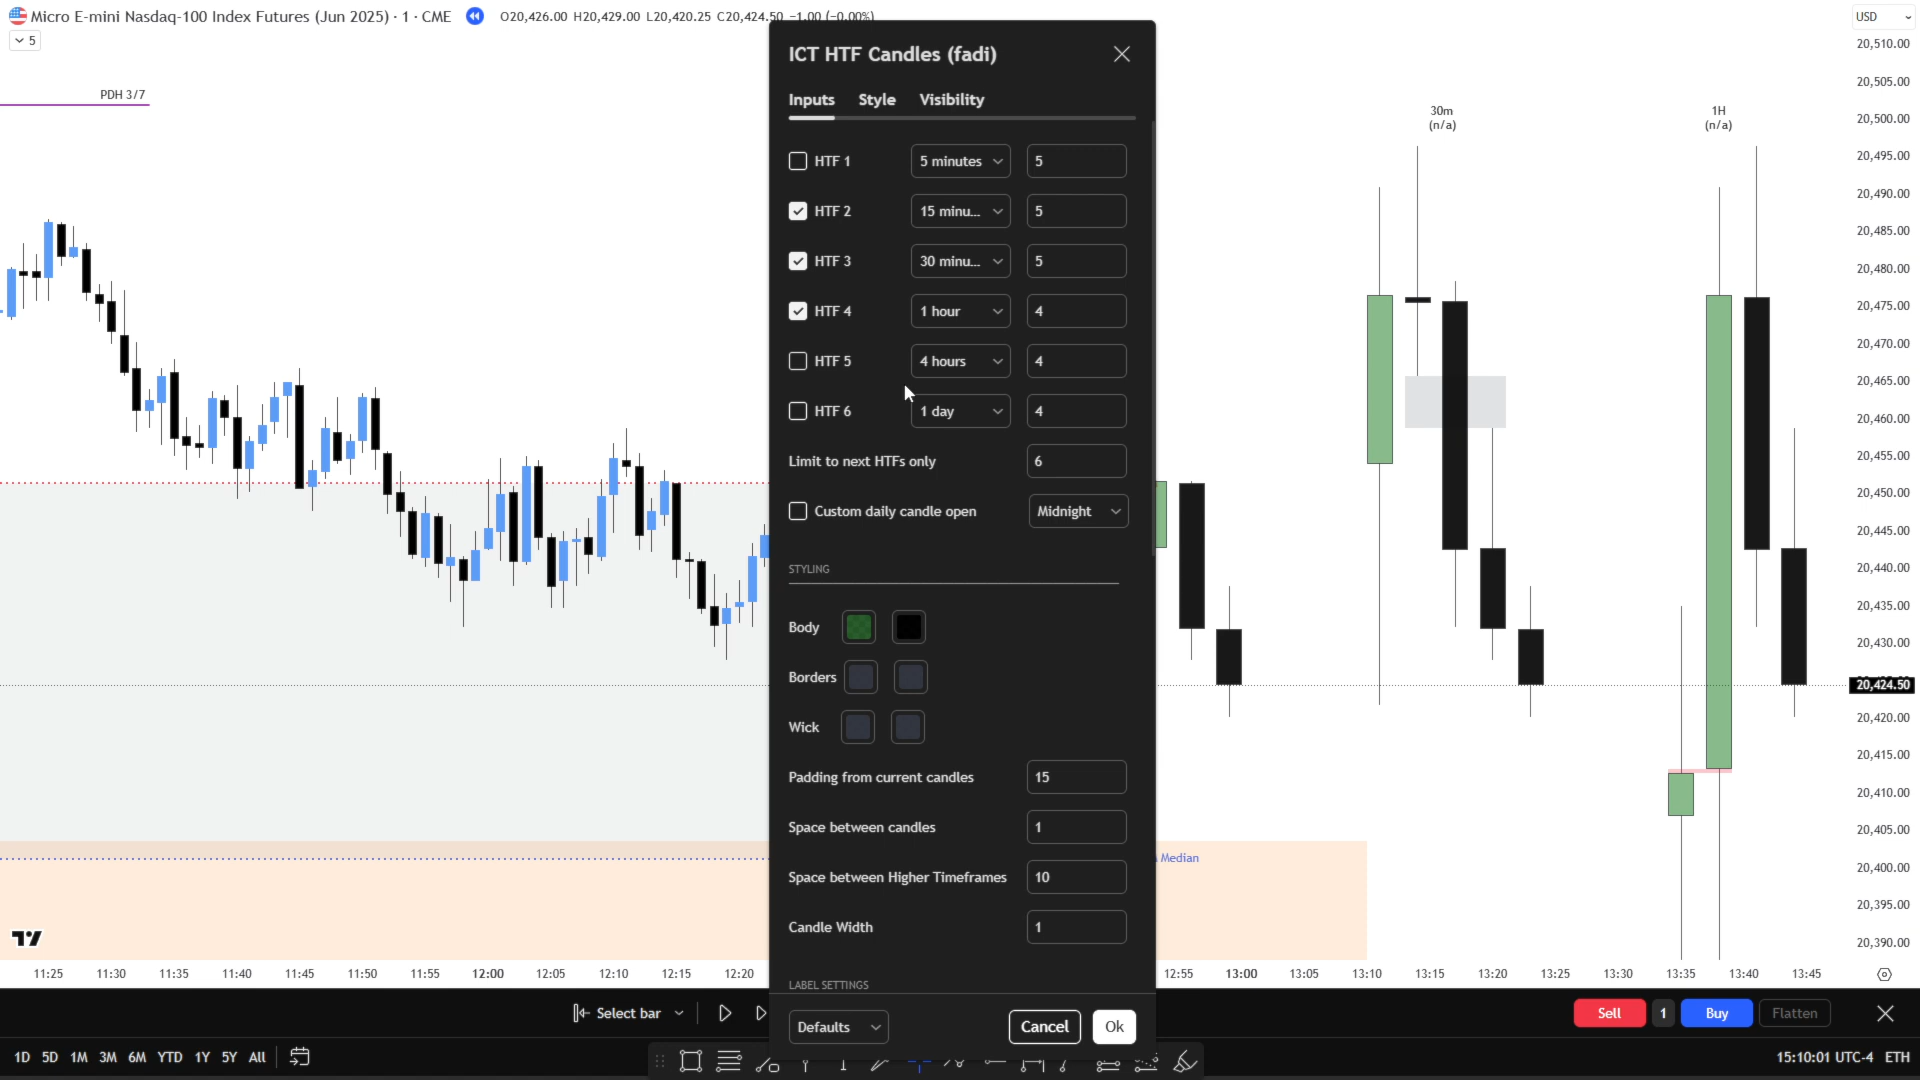 Micro E-mini Nasdaq-100 Index Futures (Jun 2025) · 1 · CME
O20,426.00 H20,429.00 L20,420.25 C20,424.50 −1.00 (−0.00%)
USD
5
PDH 3/7
ICT HTF Candles (fadi)
Inputs Style Visibility
HTF 1 5 minutes 5
HTF 2 15 minu... 5
HTF 3 30 minu... 5
HTF 4 1 hour 4
HTF 5 4 hours 4
HTF 6 1 day 4
Limit to next HTFs only 6
Custom daily candle open Midnight
STYLING
Body
Borders
Wick
Padding from current candles 15
Space between candles 1
Space between Higher Timeframes 10
Candle Width 1
LABEL SETTINGS
Defaults Cancel Ok
30m
(n/a)
1H
(n/a)
Median
20,510.00
20,505.00
20,500.00
20,495.00
20,490.00
20,485.00
20,480.00
20,475.00
20,470.00
20,465.00
20,460.00
20,455.00
20,450.00
20,445.00
20,440.00
20,435.00
20,430.00
20,424.50
20,420.00
20,415.00
20,410.00
20,405.00
20,400.00
20,395.00
20,390.00
11:25 11:30 11:35 11:40 11:45 11:50 11:55 12:00 12:05 12:10 12:15 12:20 12:55 13:00 13:05 13:10 13:15 13:20 13:25 13:30 13:35 13:40 13:45
Select bar
Sell 1 Buy Flatten
1D 5D 1M 3M 6M YTD 1Y 5Y All
15:10:01 UTC-4 ETH